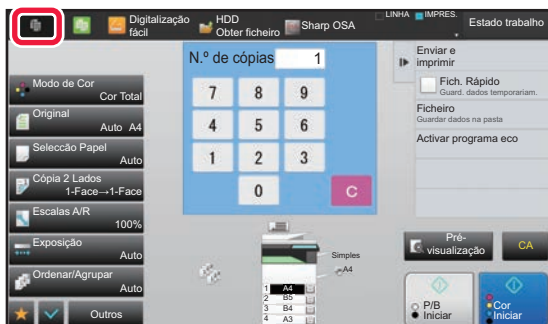 Digitalização
fácil
HDD
Obter ficheiro
Sharp OSA
LINHA
IMPRES.
Estado trabalho
N.º de cópias
1
7 8 9
4 5 6
1 2 3
0 C
Modo de Cor
Cor Total
Original
Auto A4
Seleccão Papel
Auto
Cópia 2 Lados
1-Face→1-Face
Escalas A/R
100%
Exposição
Auto
Ordenar/Agrupar
Auto
Outros
Simples
A4
1 A4
2 B5
3 B4
4 A3
Enviar e
imprimir
Fich. Rápido
Guard. dados temporariam.
Ficheiro
Guardar dados na pasta
Activar programa eco
Pré-
visualização
CA
P/B
Iniciar
Cor
Iniciar